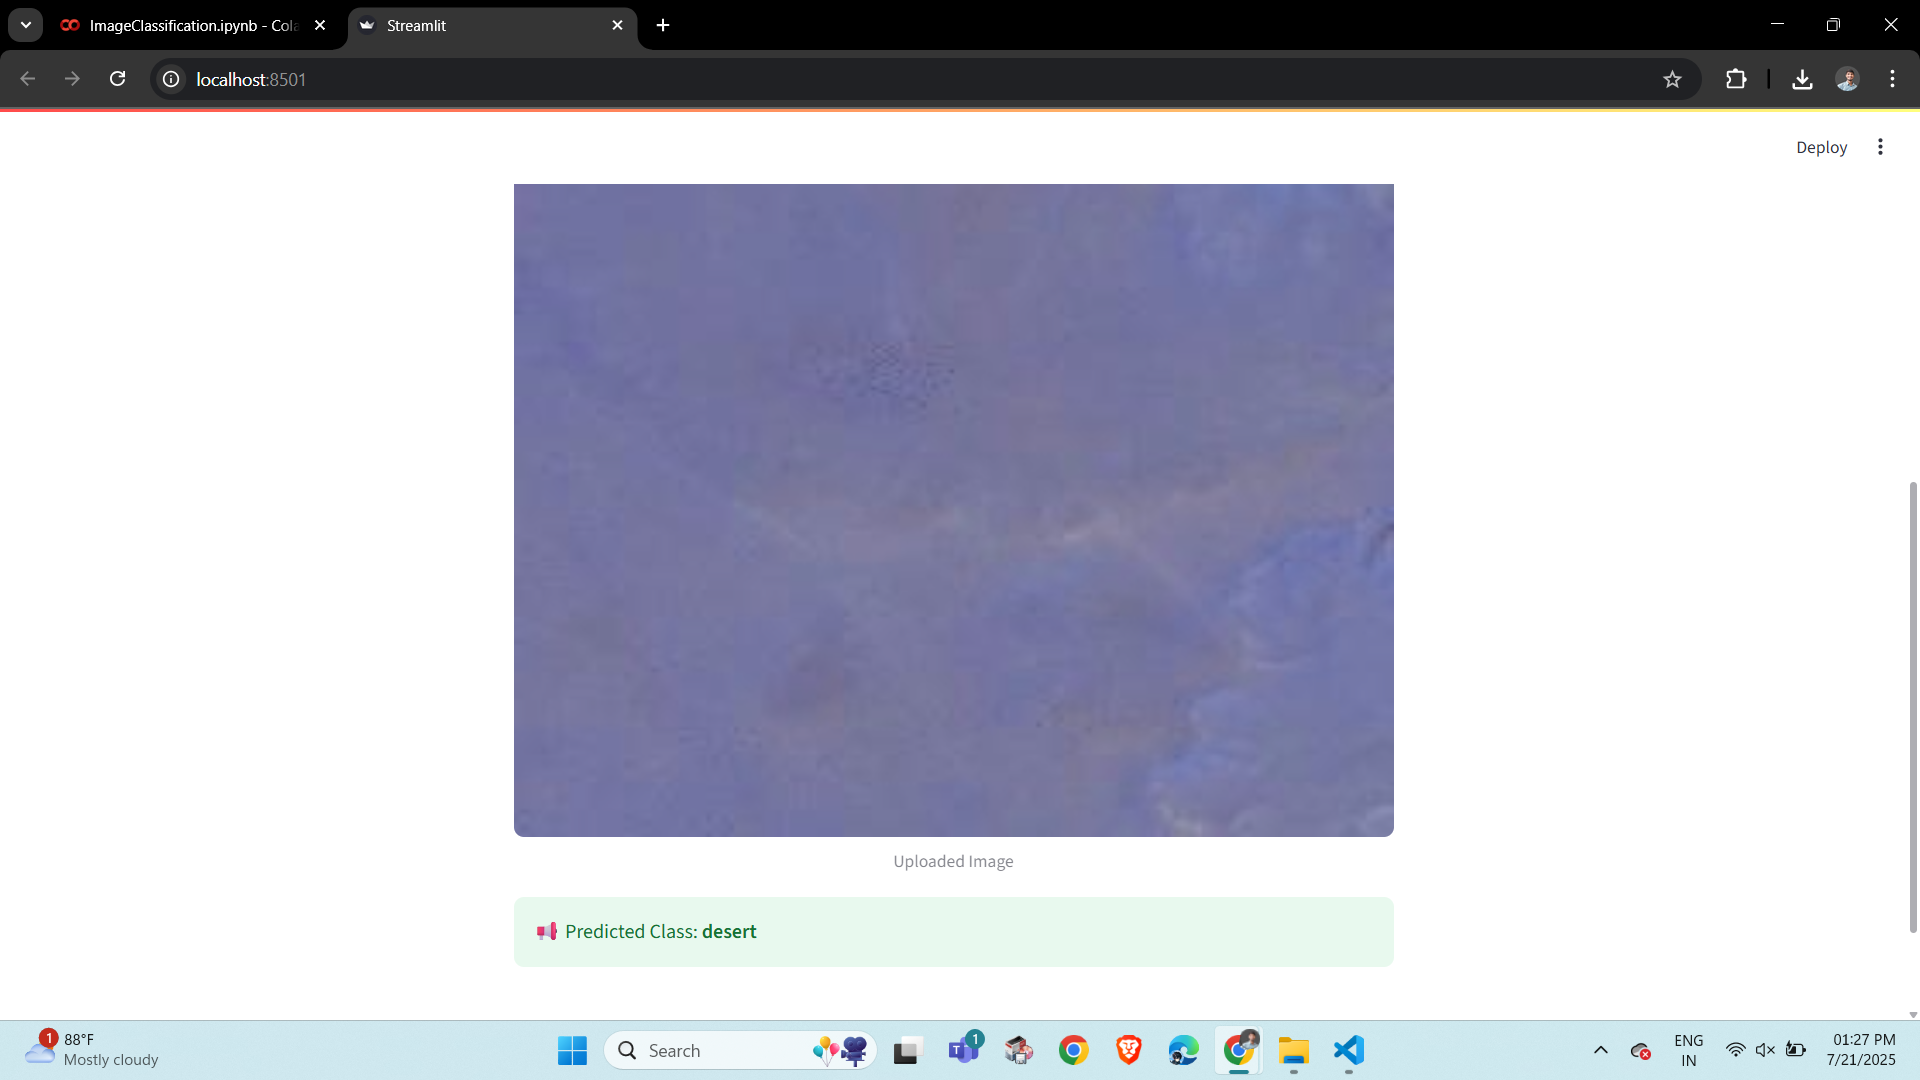 ImageClassification.ipynb - Cola
Streamlit
localhost:8501
Deploy
Uploaded Image
📢 Predicted Class: desert
1
88°F
Mostly cloudy
Search
1
ENG
IN
01:27 PM
7/21/2025